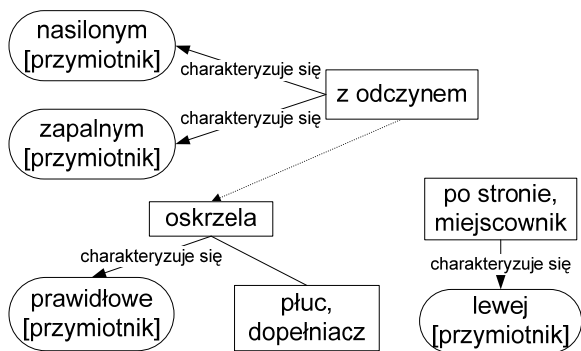 nasilonym
[przymiotnik]
charakteryzuje się
z odczynem
charakteryzuje się
zapalnym
[przymiotnik]
oskrzela
po stronie,
miejscownik
charakteryzuje się
charakteryzuje się
prawidłowe
[przymiotnik]
płuc,
dopełniacz
lewej
[przymiotnik]